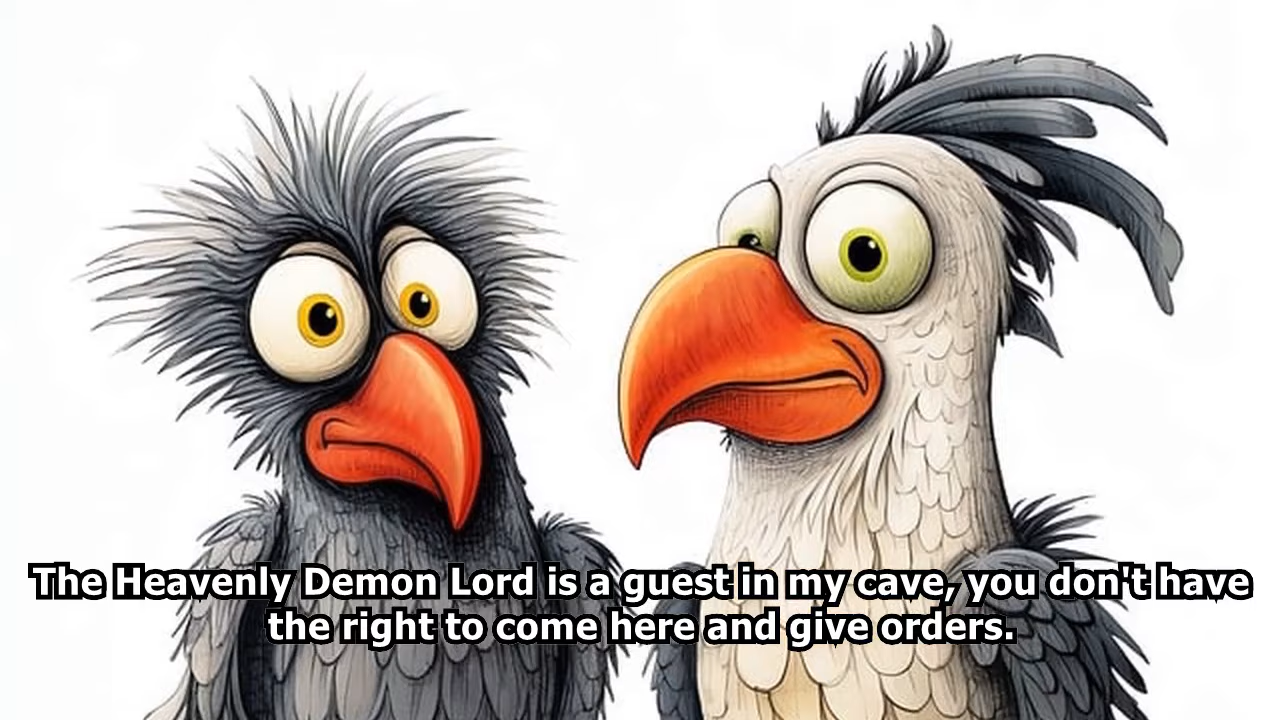 The Heavenly Demon Lord is a guest in my cave, you don't have
the right to come here and give orders.